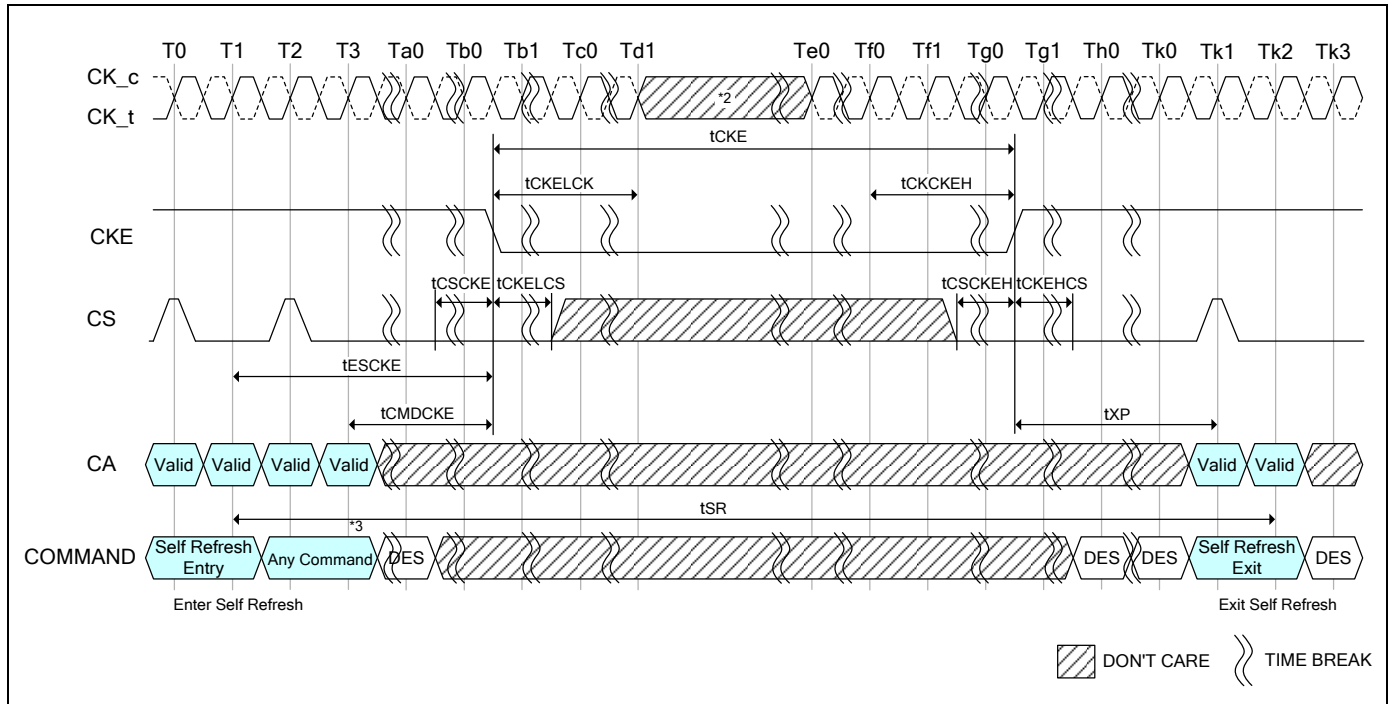 T0 T1 T2 T3 Ta0 Tb0 Tb1 Tc0 Td1 Te0 Tf0 Tf1 Tg0 Tg1 Th0 Tk0 Tk1 Tk2 Tk3
CK_c
CK_t
*2
tCKE
tCKELCK tCKCKEH
CKE
tCSCKE tCKELCS tCSCKEH tCKEHCS
CS
tESCKE
tCMDCKE tXP
CA Valid Valid Valid Valid Valid Valid
tSR
*3
COMMAND Self Refresh Entry Any Command DES DES DES Self Refresh Exit DES
Enter Self Refresh Exit Self Refresh
DON'T CARE TIME BREAK